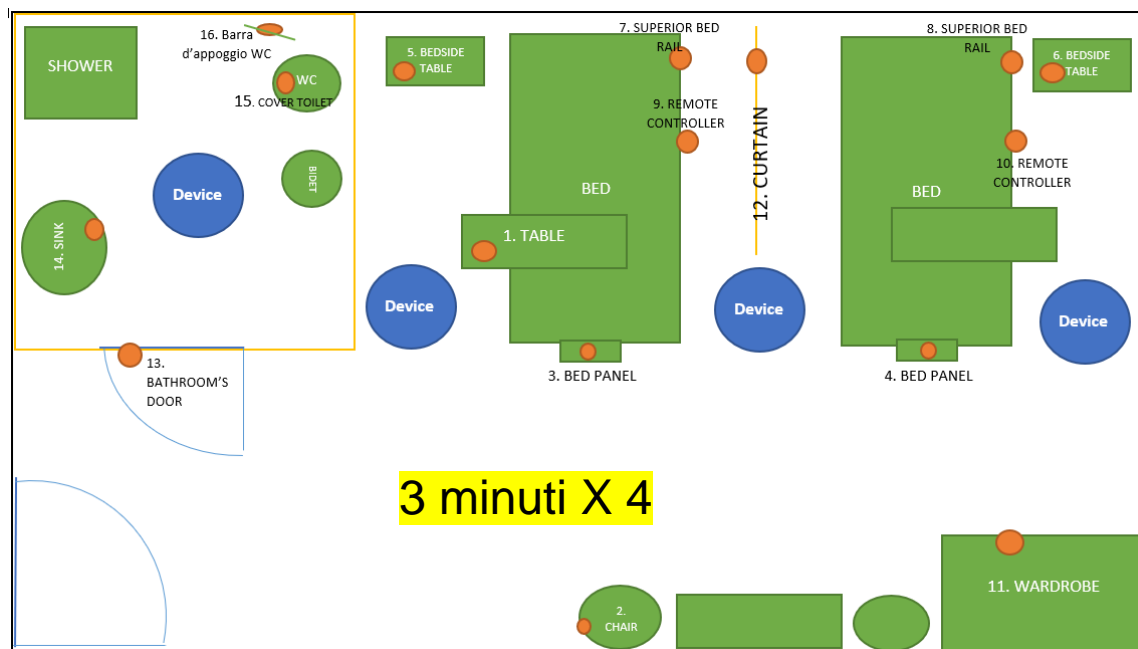 16. Barra
d'appoggio WC
SHOWER
WC
15. COVER TOILET
BIDET
Device
14. SINK
13.
BATHROOM'S
DOOR
5. BEDSIDE
TABLE
7. SUPERIOR BED
RAIL
9. REMOTE
CONTROLLER
BED
1. TABLE
Device
3. BED PANEL
12. CURTAIN
Device
8. SUPERIOR BED
RAIL
6. BEDSIDE
TABLE
10. REMOTE
CONTROLLER
BED
Device
4. BED PANEL
3 minuti X 4
2.
CHAIR
11. WARDROBE